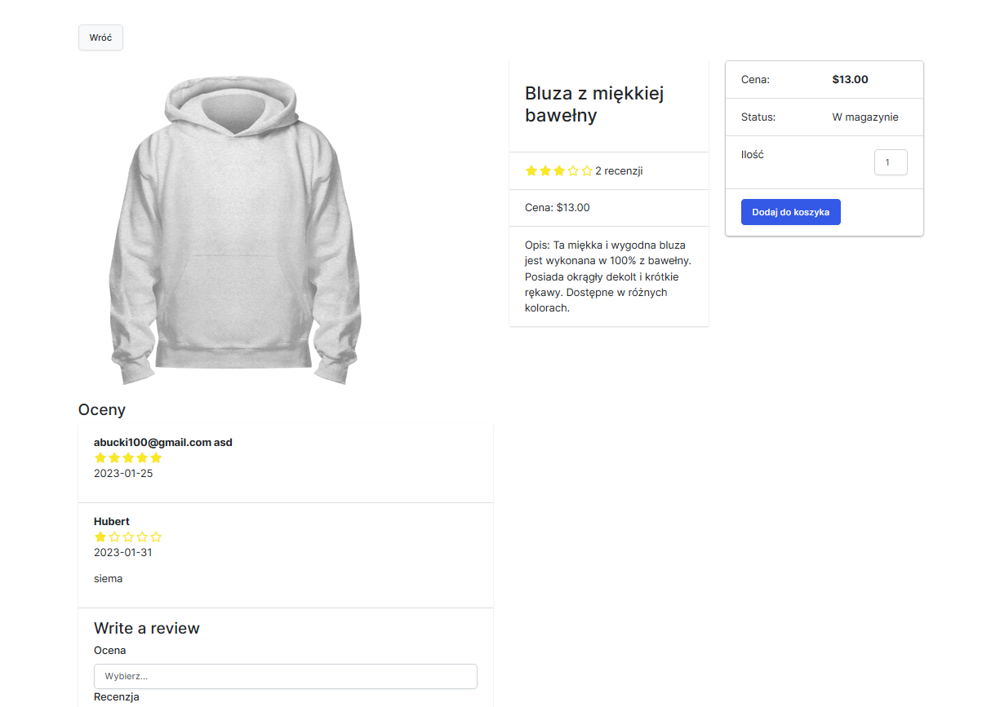 Wróć
Bluza z miękkiej
bawełny
2 recenzji
Cena: $13.00
Opis: Ta miękka i wygodna bluza
jest wykonana w 100% z bawełny.
Posiada okrągły dekolt i krótkie
rękawy. Dostępne w różnych
kolorach.
Cena: $13.00
Status: W magazynie
Ilość 1
Dodaj do koszyka
Oceny
abucki100@gmail.com asd
2023-01-25
Hubert
2023-01-31
siema
Write a review
Ocena
Wybierz...
Recenzja